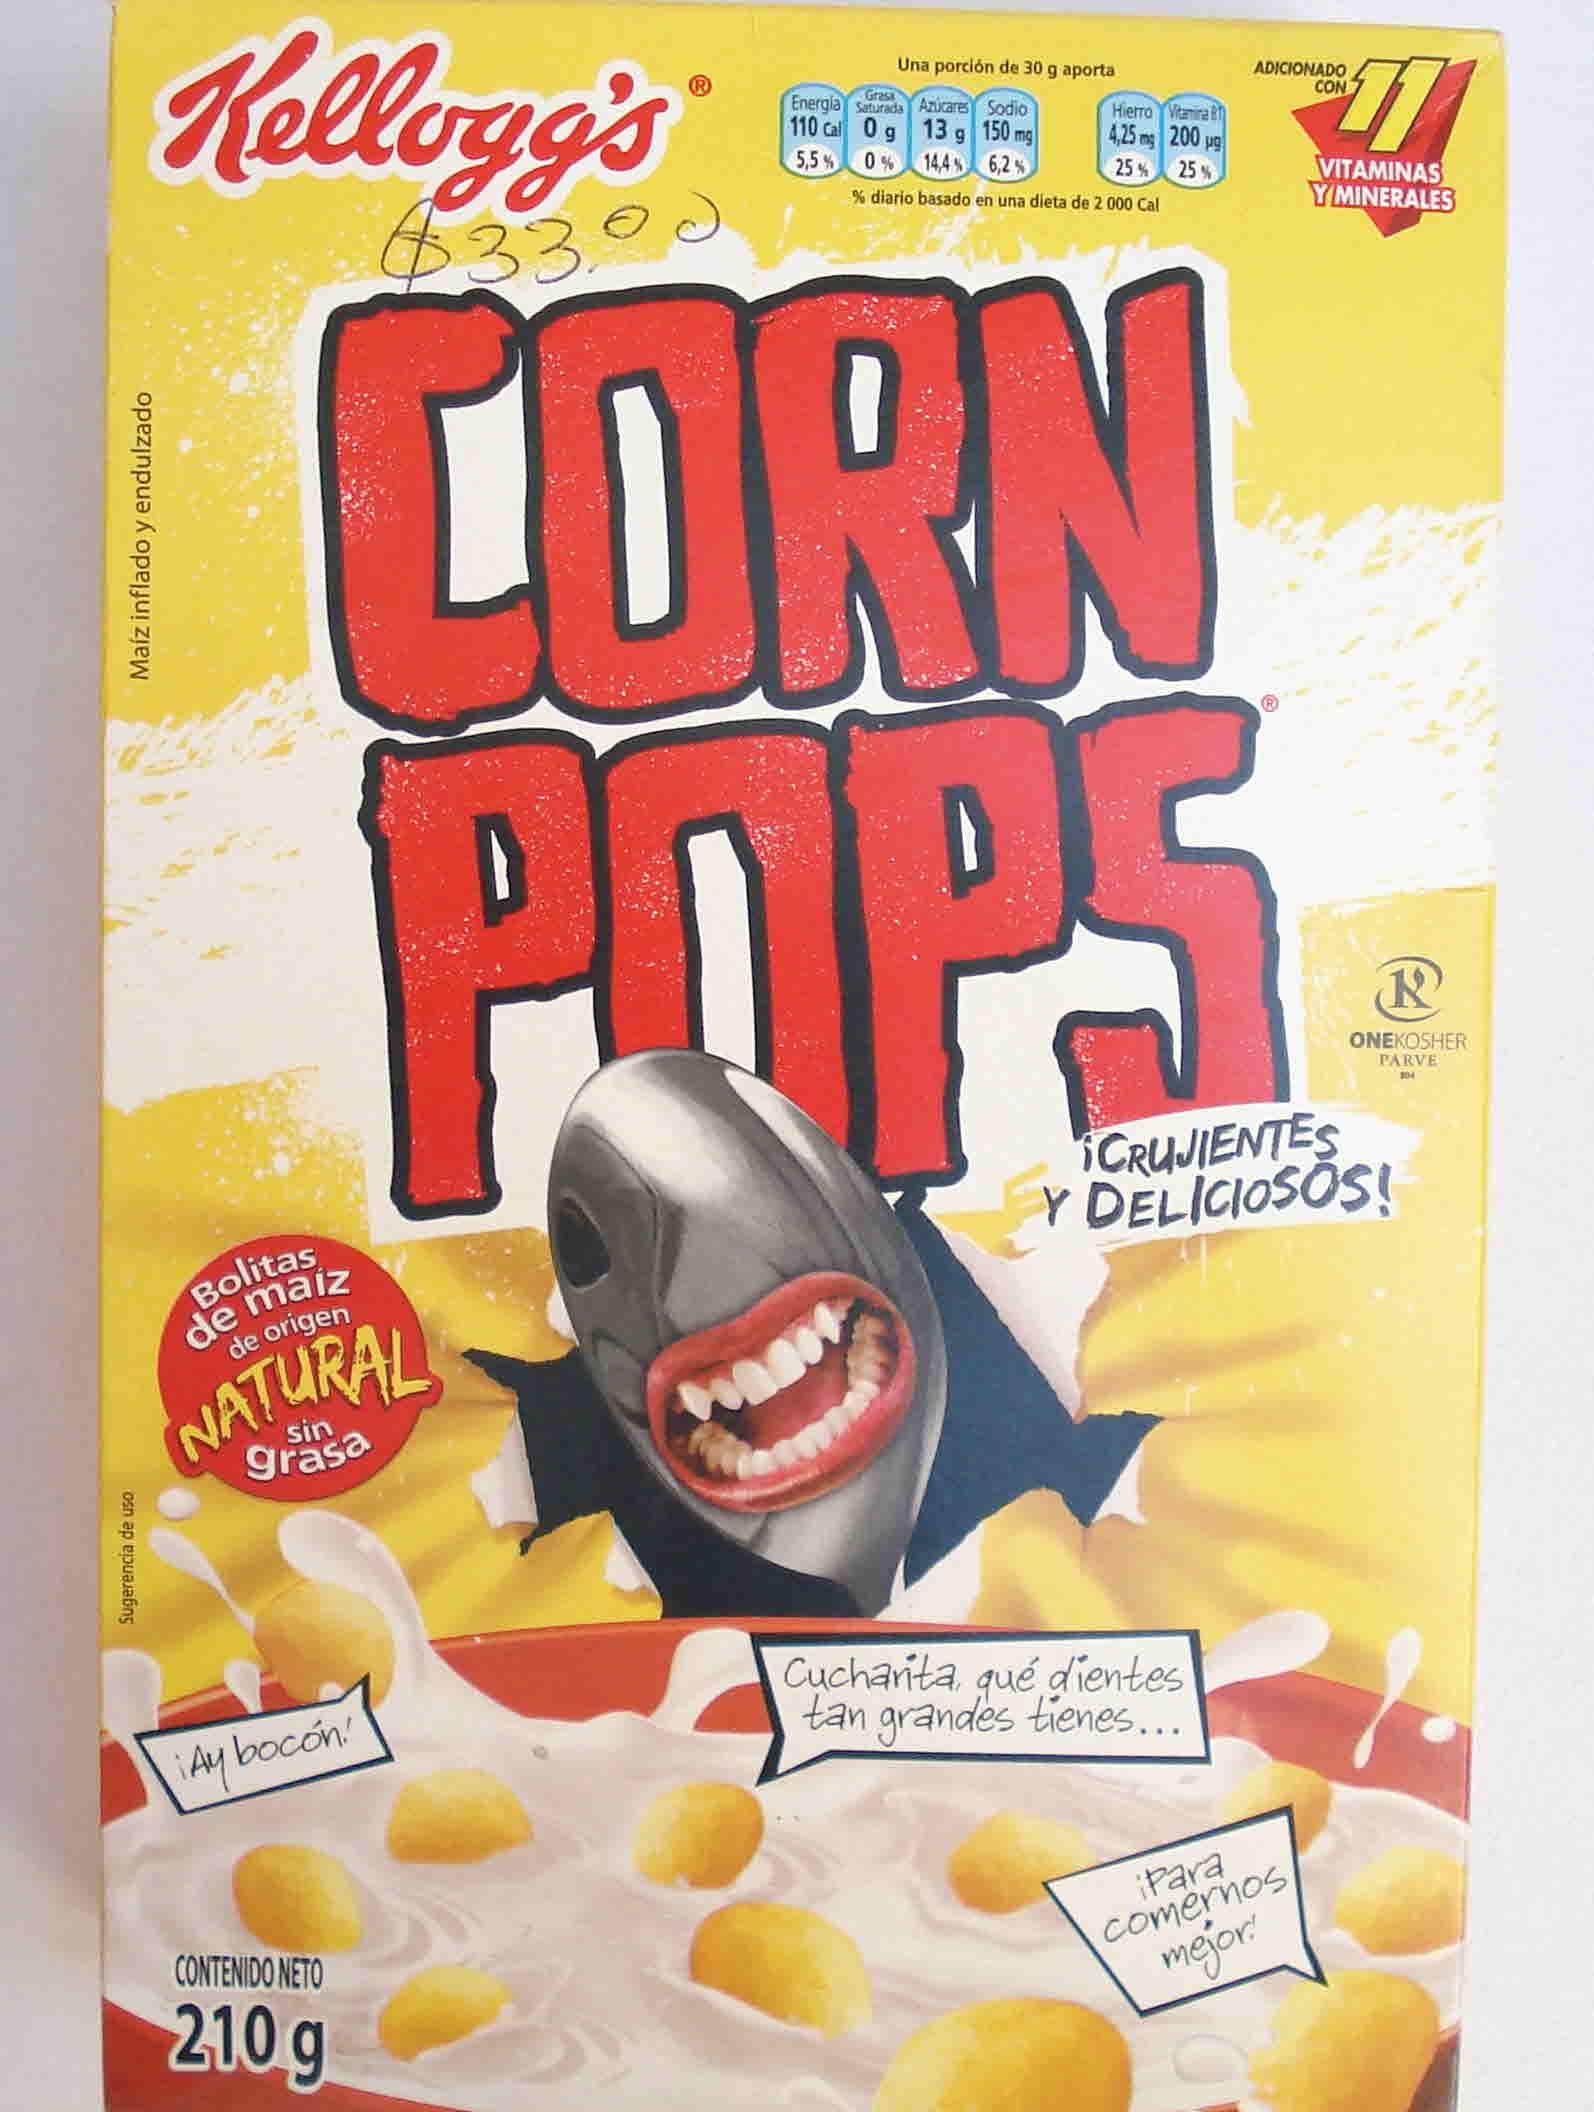 Kellogg's®
Una porción de 30 g aporta
Energía 110 Cal 5,5 %
Grasa Saturada 0 g 0 %
Azúcares 13 g 14,4 %
Sodio 150 mg 6,2 %
Hierro 4,25 mg 25 %
Vitamina B1 200 µg 25 %
% diario basado en una dieta de 2 000 Cal
ADICIONADO
CON
11
VITAMINAS
Y MINERALES
$33.00
CORN
POPS®
Maíz inflado y endulzado
K
ONEKOSHER
PARVE
804
¡CRUJIENTES
Y DELICIOSOS!
Bolitas
de maíz
de origen
NATURAL
sin
grasa
Sugerencia de uso
Cucharita, qué dientes
tan grandes tienes...
¡Ay bocón!
¡Para
comernos
mejor!
CONTENIDO NETO
210 g